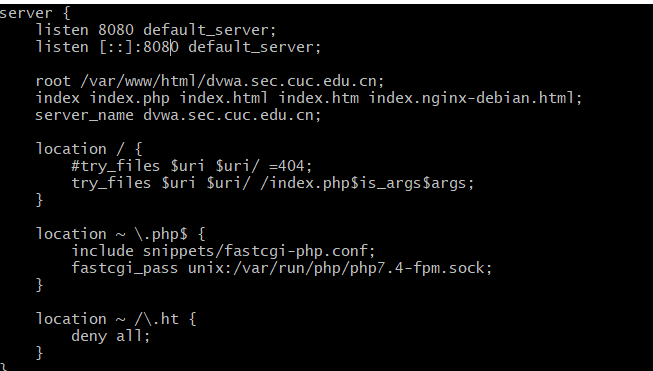 server {
    listen 8080 default_server;
    listen [::]:8080 default_server;

    root /var/www/html/dvwa.sec.cuc.edu.cn;
    index index.php index.html index.htm index.nginx-debian.html;
    server_name dvwa.sec.cuc.edu.cn;

    location / {
        #try_files $uri $uri/ =404;
        try_files $uri $uri/ /index.php$is_args$args;
    }

    location ~ \.php$ {
        include snippets/fastcgi-php.conf;
        fastcgi_pass unix:/var/run/php/php7.4-fpm.sock;
    }

    location ~ /\.ht {
        deny all;
    }
}